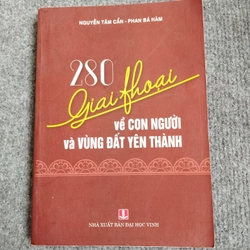 NGUYỄN TÂM CẨN - PHAN BÁ HÀM
280
Giai thoại
về CON NGƯỜI
và VÙNG ĐẤT YÊN THÀNH
NHÀ XUẤT BẢN ĐẠI HỌC VINH